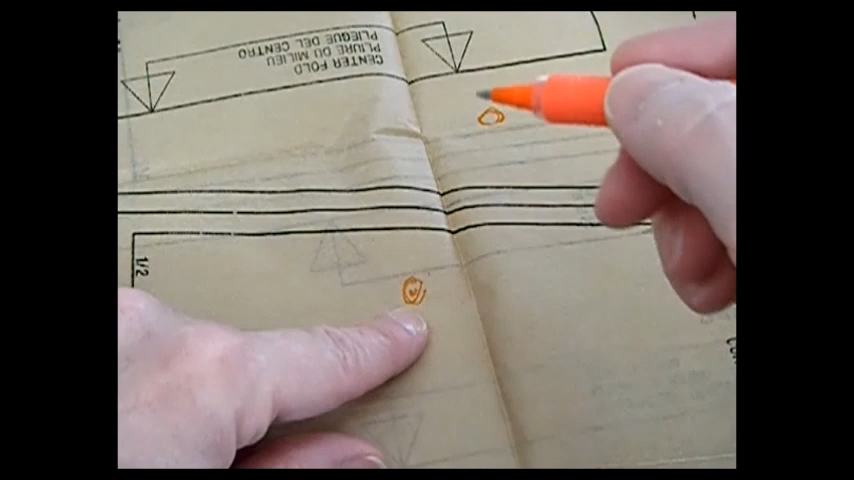 CENTER FOLD
PLIURE DU MILIEU
PLIEGUE DEL CENTRO
1/2